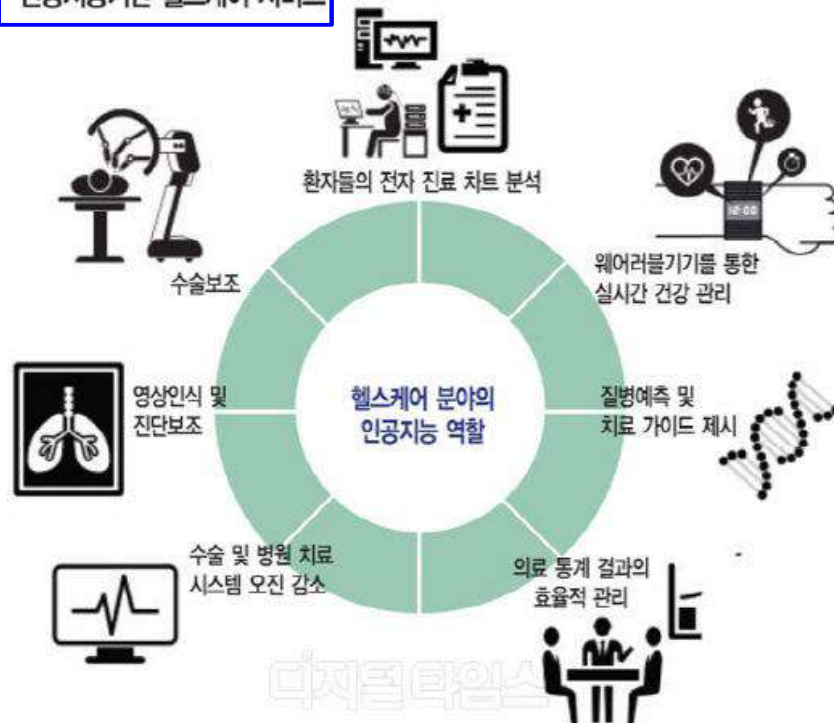 환자들의 전자 진료 차트 분석
12:00
웨어러블기기를 통한
실시간 건강 관리
수술보조
영상인식 및
진단보조
헬스케어 분야의
인공지능 역할
질병예측 및
치료 가이드 제시
수술 및 병원 치료
시스템 오진 감소
의료 통계 결과의
효율적 관리
디지털타임스